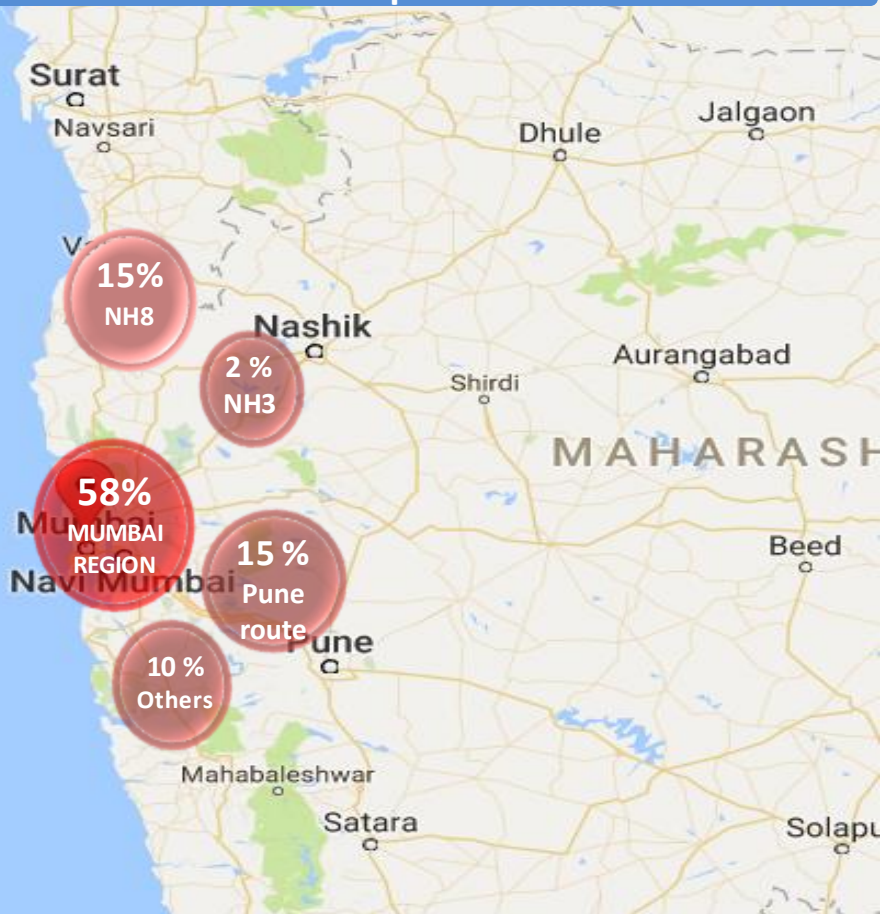 Surat
Navsari
Jalgaon
Dhule
15%
NH8
Nashik
2 %
NH3
Aurangabad
Shirdi
MAHARASH
58%
Mumbai
MUMBAI
REGION
Navi Mumbai
15 %
Pune
route
Beed
Pune
10 %
Others
Mahabaleshwar
Satara
Solapu